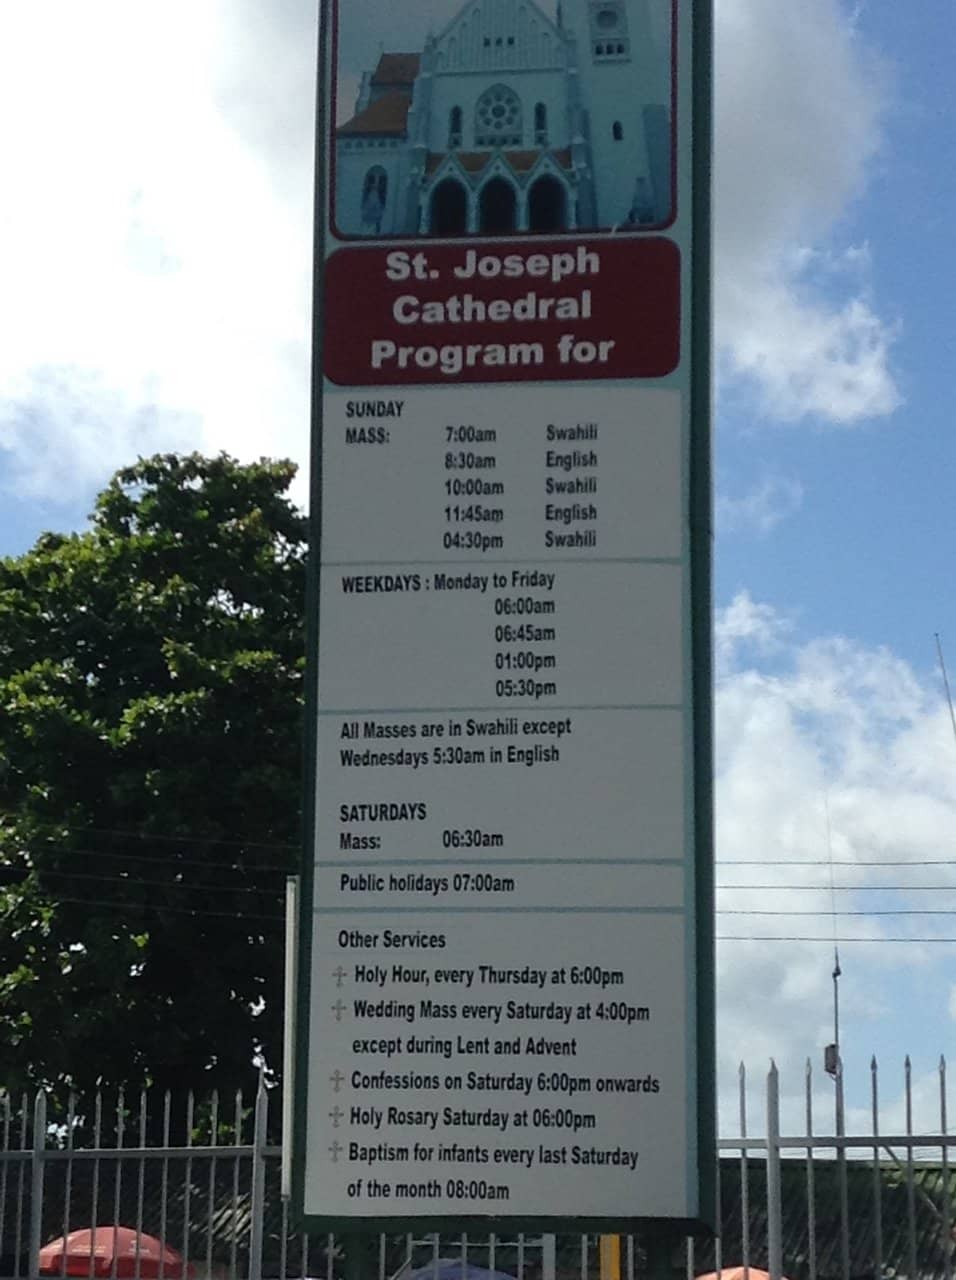 St. Joseph
Cathedral
Program for
SUNDAY
MASS: 7:00am Swahili
8:30am English
10:00am Swahili
11:45am English
04:30pm Swahili
WEEKDAYS : Monday to Friday
06:00am
06:45am
01:00pm
05:30pm
All Masses are in Swahili except
Wednesdays 5:30am in English
SATURDAYS
Mass: 06:30am
Public holidays 07:00am
Other Services
Holy Hour, every Thursday at 6:00pm
Wedding Mass every Saturday at 4:00pm
except during Lent and Advent
Confessions on Saturday 6:00pm onwards
Holy Rosary Saturday at 06:00pm
Baptism for infants every last Saturday
of the month 08:00am